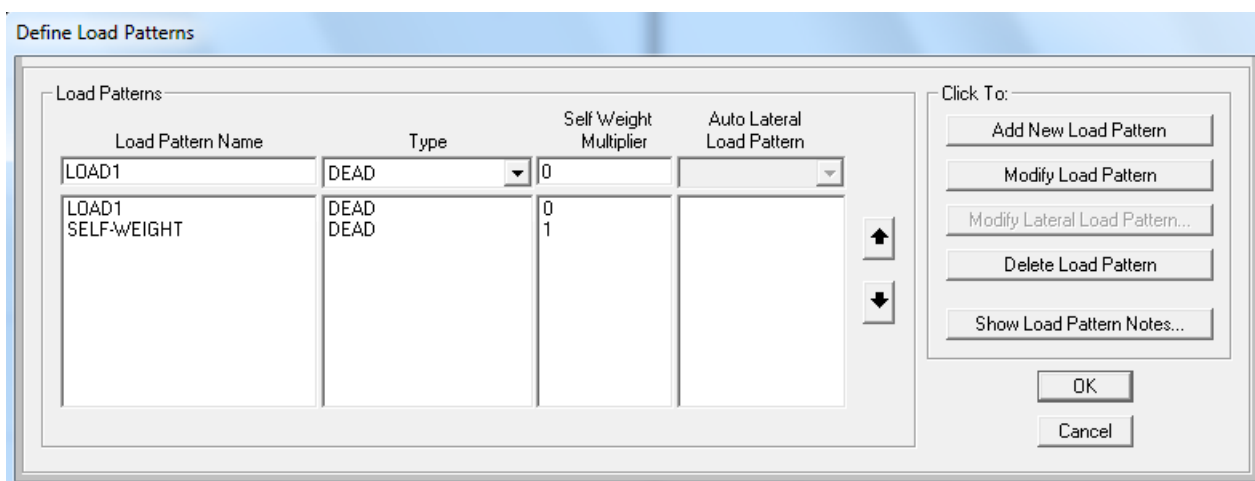 Define Load Patterns
Load Patterns
Load Pattern Name
Type
Self Weight
Multiplier
Auto Lateral
Load Pattern
LOAD1 DEAD 0
LOAD1 DEAD 0
SELF-WEIGHT DEAD 1
Click To:
Add New Load Pattern
Modify Load Pattern
Modify Lateral Load Pattern...
Delete Load Pattern
Show Load Pattern Notes...
OK
Cancel